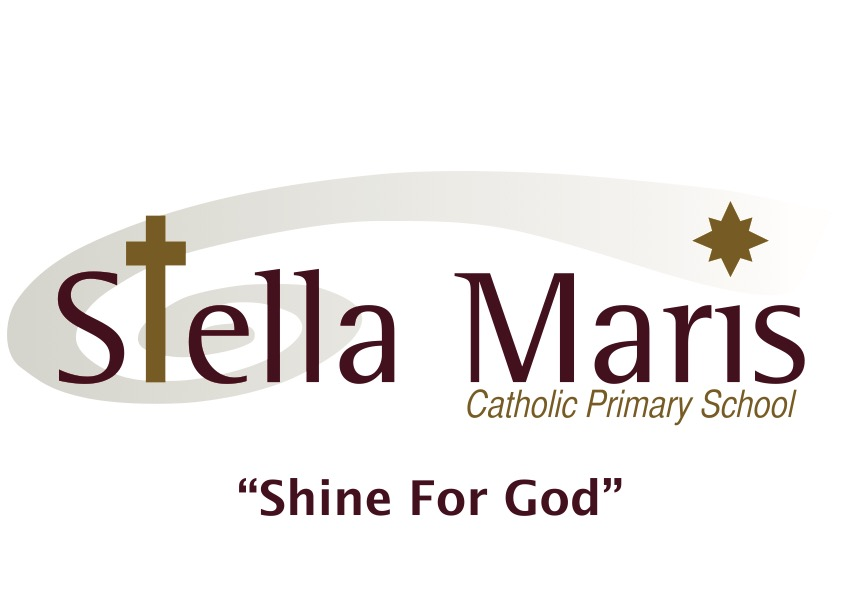 Stella Maris
Catholic Primary School
“Shine For God”